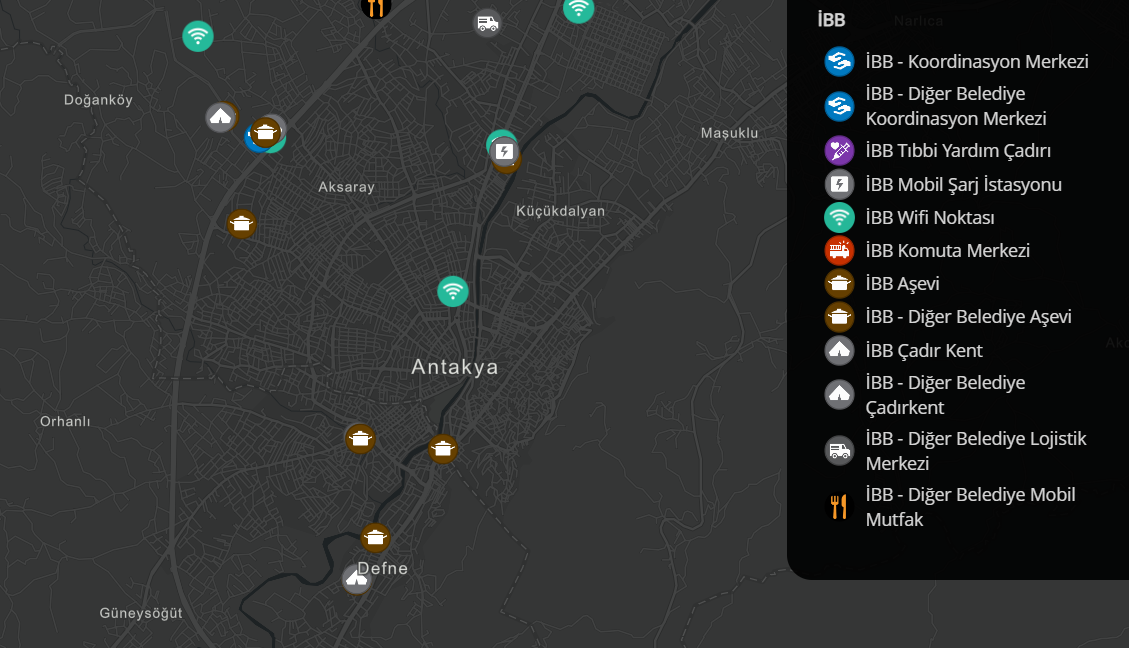 Doğanköy
Aksaray
Küçükdalyan
Maşuklu
Antakya
Orhanlı
Defne
Güneysöğüt
İBB
Narlıca
İBB - Koordinasyon Merkezi
İBB - Diğer Belediye
Koordinasyon Merkezi
İBB Tıbbi Yardım Çadırı
İBB Mobil Şarj İstasyonu
İBB Wifi Noktası
İBB Komuta Merkezi
İBB Aşevi
İBB - Diğer Belediye Aşevi
İBB Çadır Kent
İBB - Diğer Belediye
Çadırkent
İBB - Diğer Belediye Lojistik
Merkezi
İBB - Diğer Belediye Mobil
Mutfak